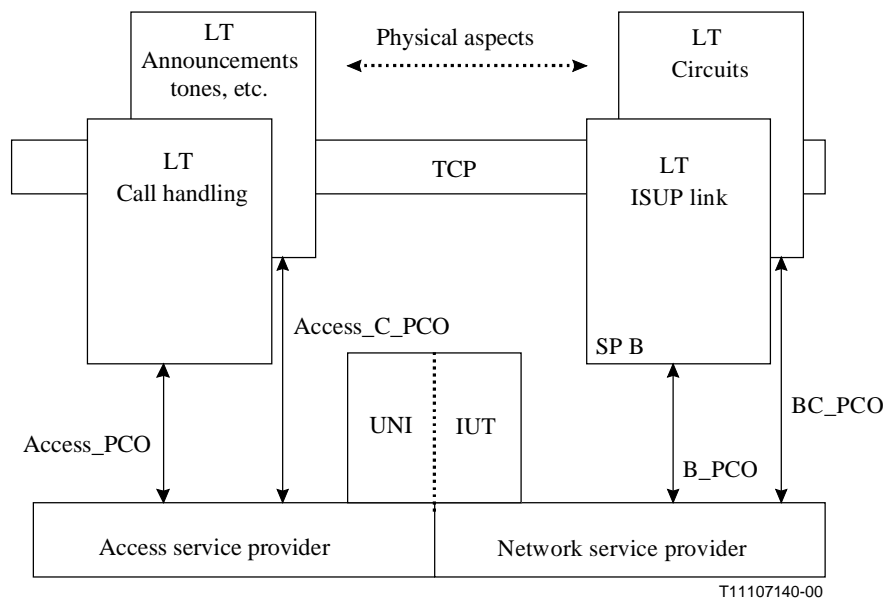 LT
Announcements
tones, etc.
Physical aspects
LT
Circuits
LT
Call handling
TCP
LT
ISUP link
Access_C_PCO
SP B
BC_PCO
Access_PCO
UNI
IUT
B_PCO
Access service provider
Network service provider
T11107140-00